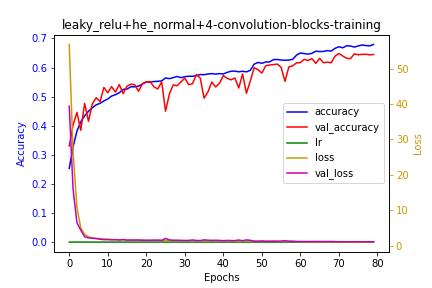 leaky_relu+he_normal+4-convolution-blocks-training
0.7
0.6
0.5
0.4
0.3
0.2
0.1
0.0
Accuracy
accuracy
val_accuracy
lr
loss
val_loss
50
40
30
20
10
0
Loss
0 10 20 30 40 50 60 70 80
Epochs